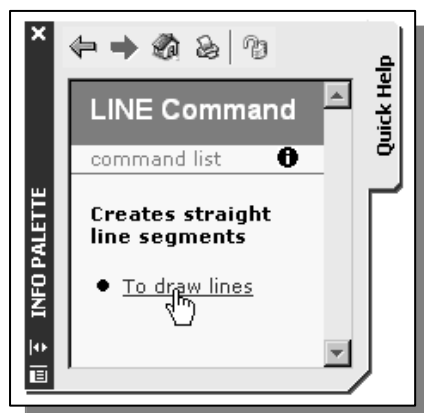 LINE Command
command list
Creates straight
line segments
To draw lines
INFO PALETTE
Quick Help